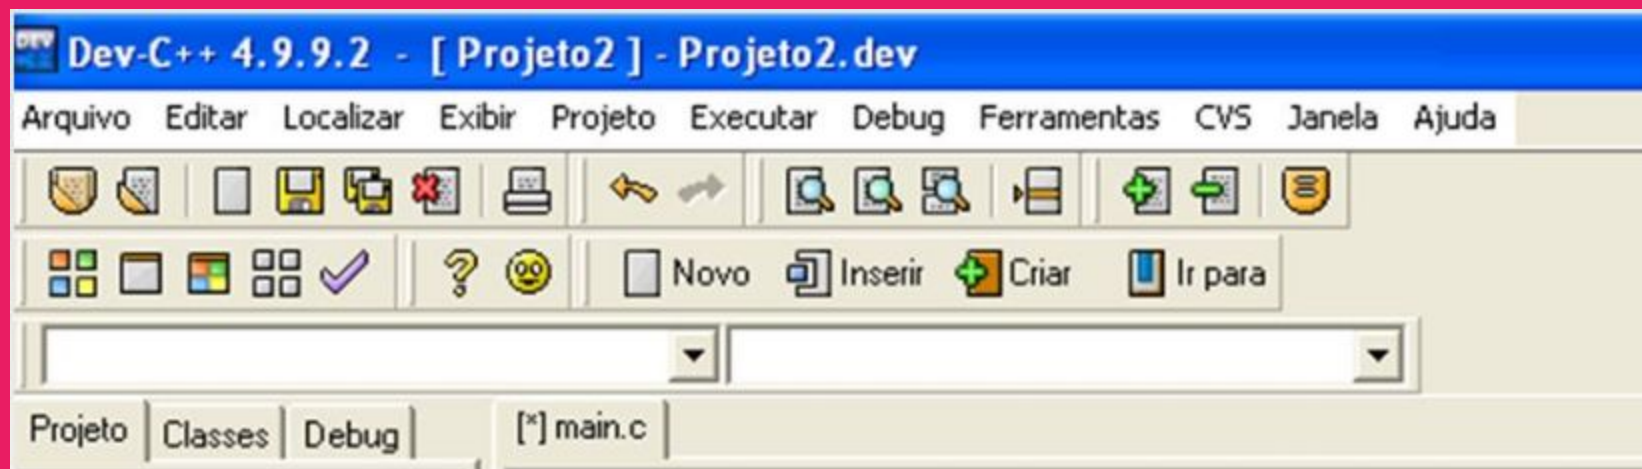 DEV
Dev-C++ 4.9.9.2 - [ Projeto2 ] - Projeto2.dev
Arquivo Editar Localizar Exibir Projeto Executar Debug Ferramentas CVS Janela Ajuda
Novo Inserir Criar Ir para
Projeto Classes Debug [*] main.c